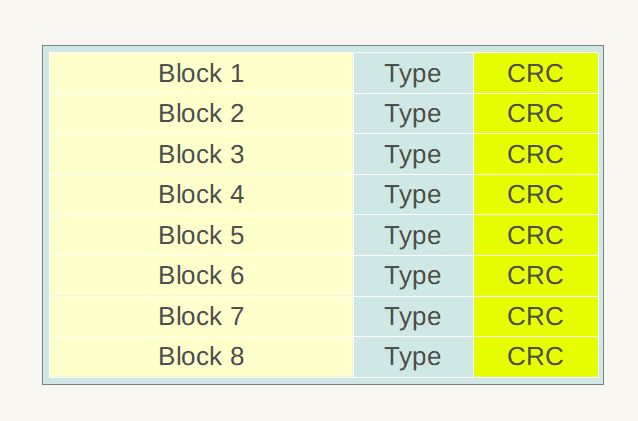 Block 1 Type CRC
Block 2 Type CRC
Block 3 Type CRC
Block 4 Type CRC
Block 5 Type CRC
Block 6 Type CRC
Block 7 Type CRC
Block 8 Type CRC